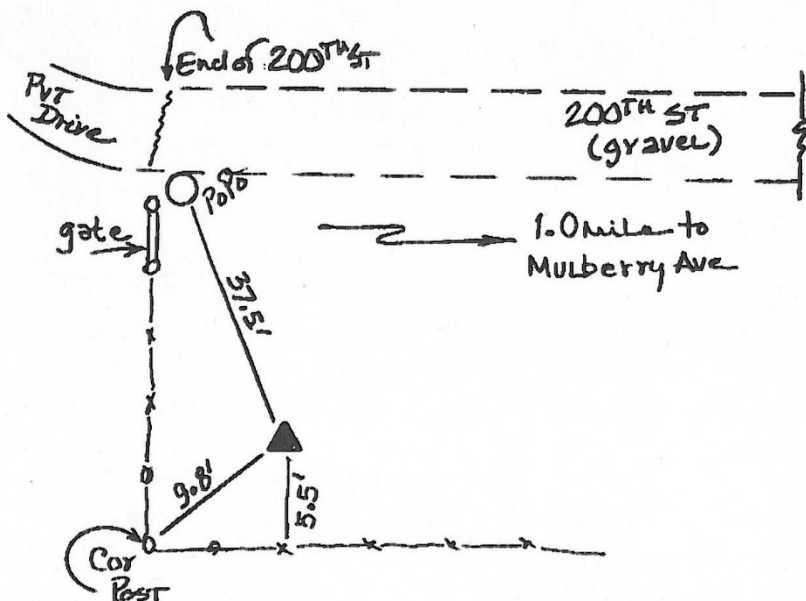 End of 200TH ST
PVT
Drive
200TH ST
(gravel)
PoPo
gate
1.0 mile to
Mulberry Ave
37.5'
9.8'
5.5'
Cor
Post